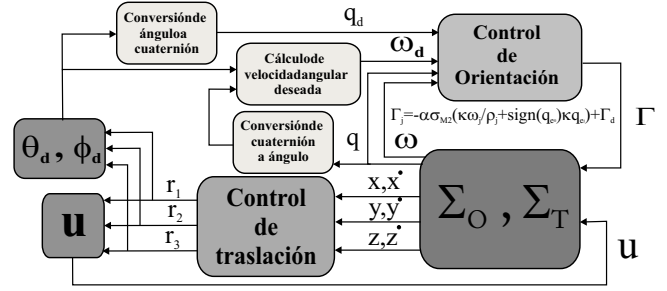 Conversiónde
ánguloa
cuaternión
q_d
Cálculode
velocidadangular
deseada
ω_d
Control
de
Orientación
Γ_j=-ασ_M2(κω_j/ρ_j+sign(q_e)κq_e)+Γ_d
Γ
Conversiónde
cuaternión
a ángulo
q
ω
θ_d , ϕ_d
u
r_1
r_2
r_3
Control
de
traslación
x,ẋ
y,ẏ
z,ż
Σ_O , Σ_T
u